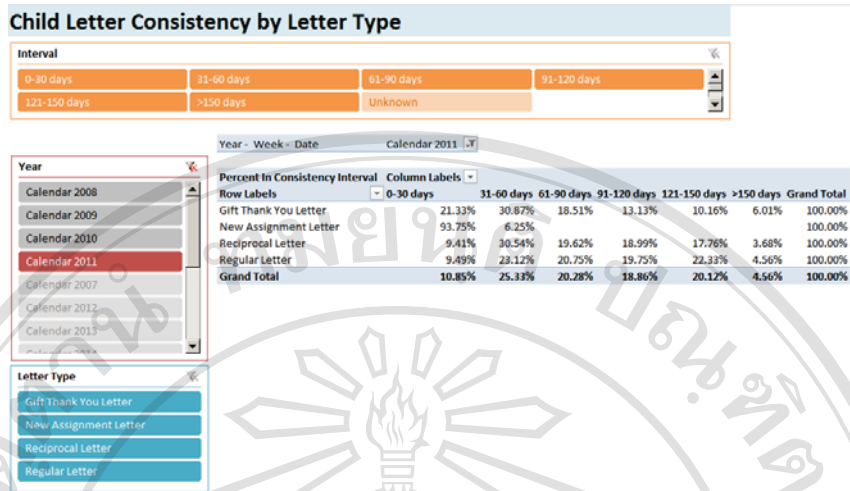 Child Letter Consistency by Letter Type
Interval
0-30 days 31-60 days 61-90 days 91-120 days
121-150 days >150 days Unknown
Year - Week - Date Calendar 2011
Year
Calendar 2008
Calendar 2009
Calendar 2010
Calendar 2011
Calendar 2007
Calendar 2012
Calendar 2013
Calendar 2014
Percent In Consistency Interval Column Labels
Row Labels 0-30 days 31-60 days 61-90 days 91-120 days 121-150 days >150 days Grand Total
Gift Thank You Letter 21.33% 30.87% 18.51% 13.13% 10.16% 6.01% 100.00%
New Assignment Letter 93.75% 6.25% 100.00%
Reciprocal Letter 9.41% 30.54% 19.62% 18.99% 17.76% 3.68% 100.00%
Regular Letter 9.49% 23.12% 20.75% 19.75% 22.33% 4.56% 100.00%
Grand Total 10.85% 25.33% 20.28% 18.86% 20.12% 4.56% 100.00%
Letter Type
Gift Thank You Letter
New Assignment Letter
Reciprocal Letter
Regular Letter